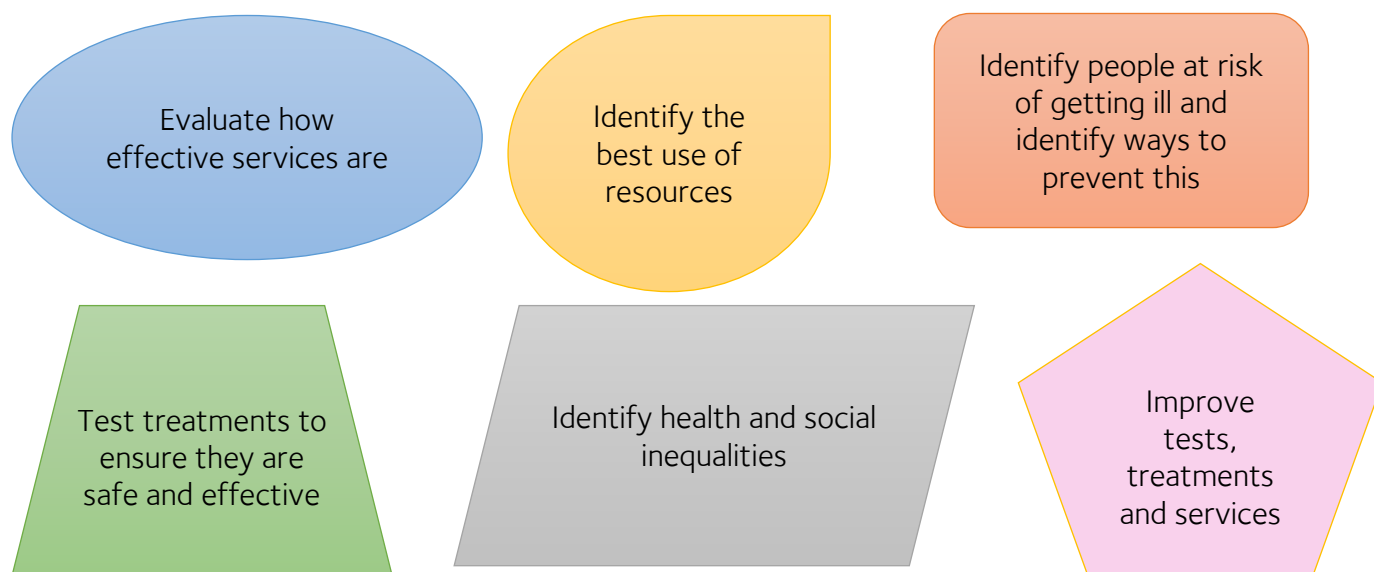 Evaluate how
effective services are
Identify the
best use of
resources
Identify people at risk
of getting ill and
identify ways to
prevent this
Test treatments to
ensure they are
safe and effective
Identify health and social
inequalities
Improve
tests,
treatments
and services